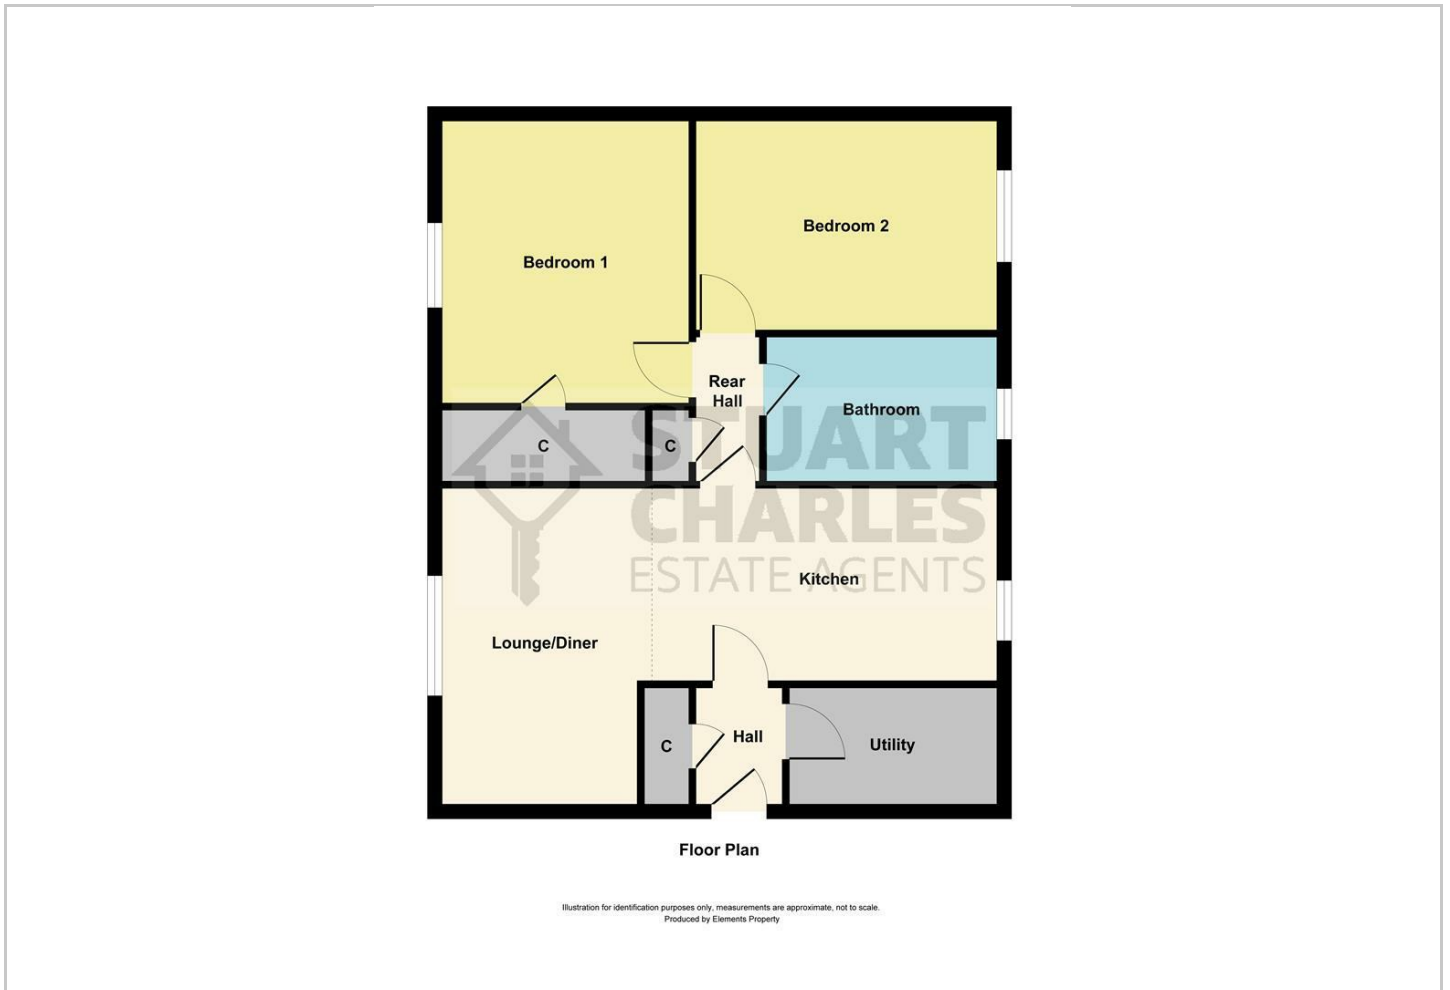 Bedroom 1
Bedroom 2
Rear
Hall
Bathroom
C
C
STUART
CHARLES
ESTATE AGENTS
Kitchen
Lounge/Diner
C
Hall
Utility
Floor Plan
Illustration for identification purposes only, measurements are approximate, not to scale.
Produced by Elements Property